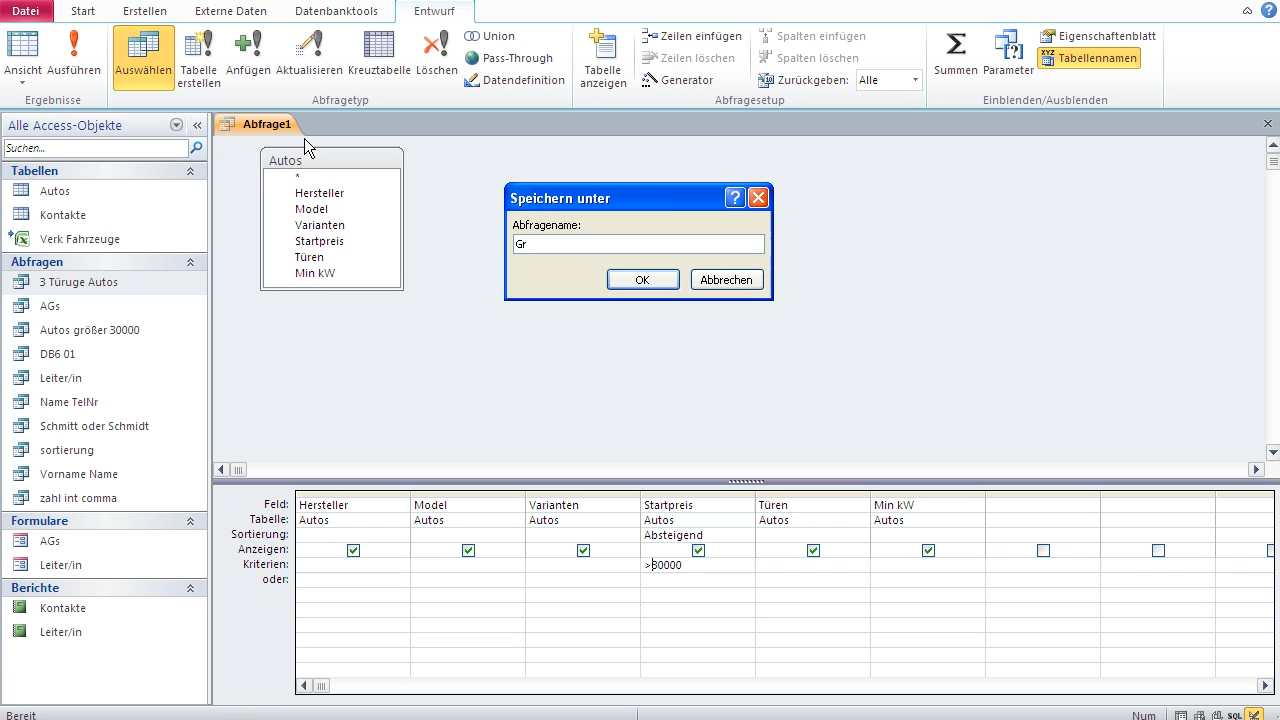 Datei Start Erstellen Externe Daten Datenbanktools Entwurf
Ansicht Ausführen Auswählen Tabelle erstellen Anfügen Aktualisieren Kreuztabelle Löschen
Union
Pass-Through
Datendefinition
Tabelle anzeigen
Zeilen einfügen
Zeilen löschen
Generator
Spalten einfügen
Spalten löschen
Zurückgeben: Alle
Summen Parameter
Eigenschaftenblatt
XYZ Tabellennamen
Ergebnisse Abfragetyp Abfragesetup Einblenden/Ausblenden
Alle Access-Objekte
Suchen...
Tabellen
Autos
Kontakte
Verk Fahrzeuge
Abfragen
3 Türuge Autos
AGs
Autos größer 30000
DB6 01
Leiter/in
Name TelNr
Schmitt oder Schmidt
sortierung
Vorname Name
zahl int comma
Formulare
AGs
Leiter/in
Berichte
Kontakte
Leiter/in
Abfrage1
Autos
*
Hersteller
Model
Varianten
Startpreis
Türen
Min kW
Speichern unter
Abfragename:
Gr
OK Abbrechen
Feld: Hersteller Model Varianten Startpreis Türen Min kW
Tabelle: Autos Autos Autos Autos Autos Autos
Sortierung: Absteigend
Anzeigen:
Kriterien: >30000
oder:
Bereit Num SQL